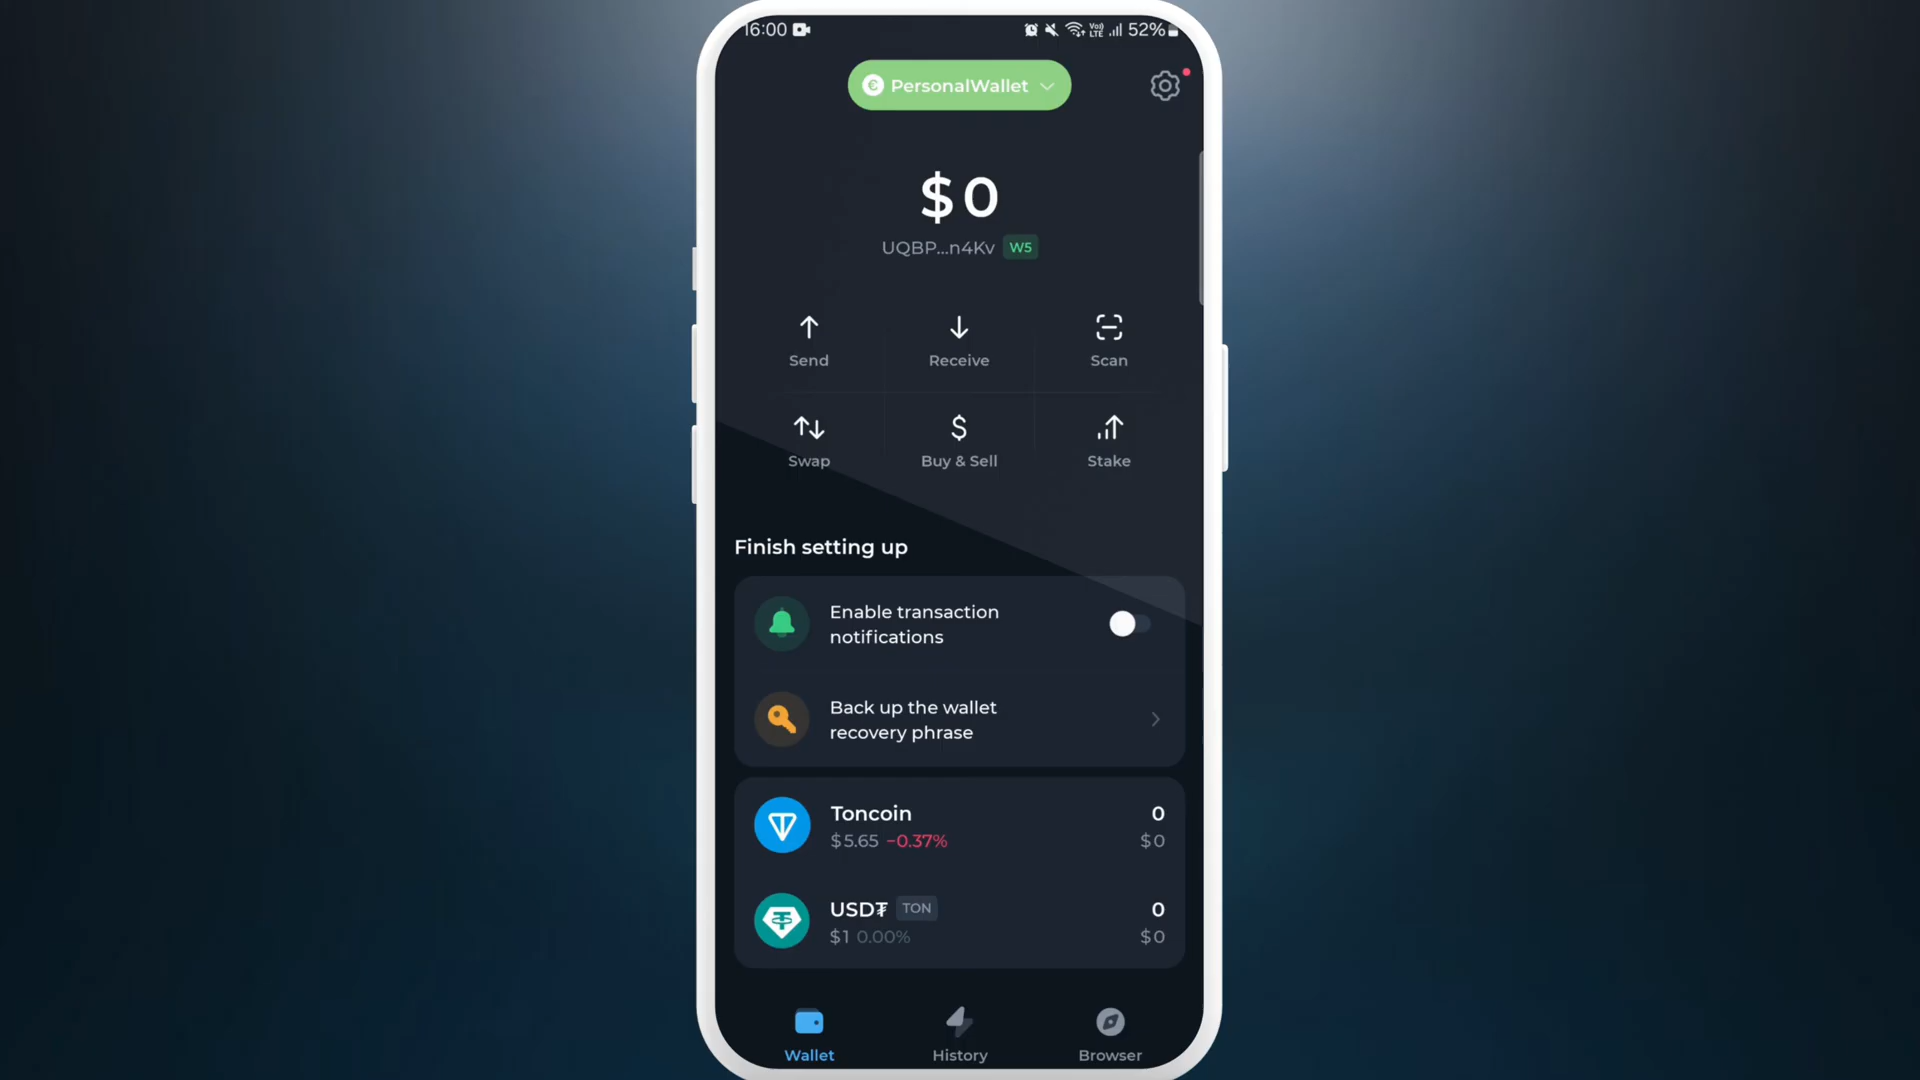 16:00
Vo))
LTE
52%
PersonalWallet
$0
UQBP...n4Kv W5
Send
Receive
Scan
Swap
Buy & Sell
Stake
Finish setting up
Enable transaction
notifications
Back up the wallet
recovery phrase
Toncoin
0
$5.65 −0.37%
$0
USD₮ TON
0
$1 0.00%
$0
Wallet
History
Browser